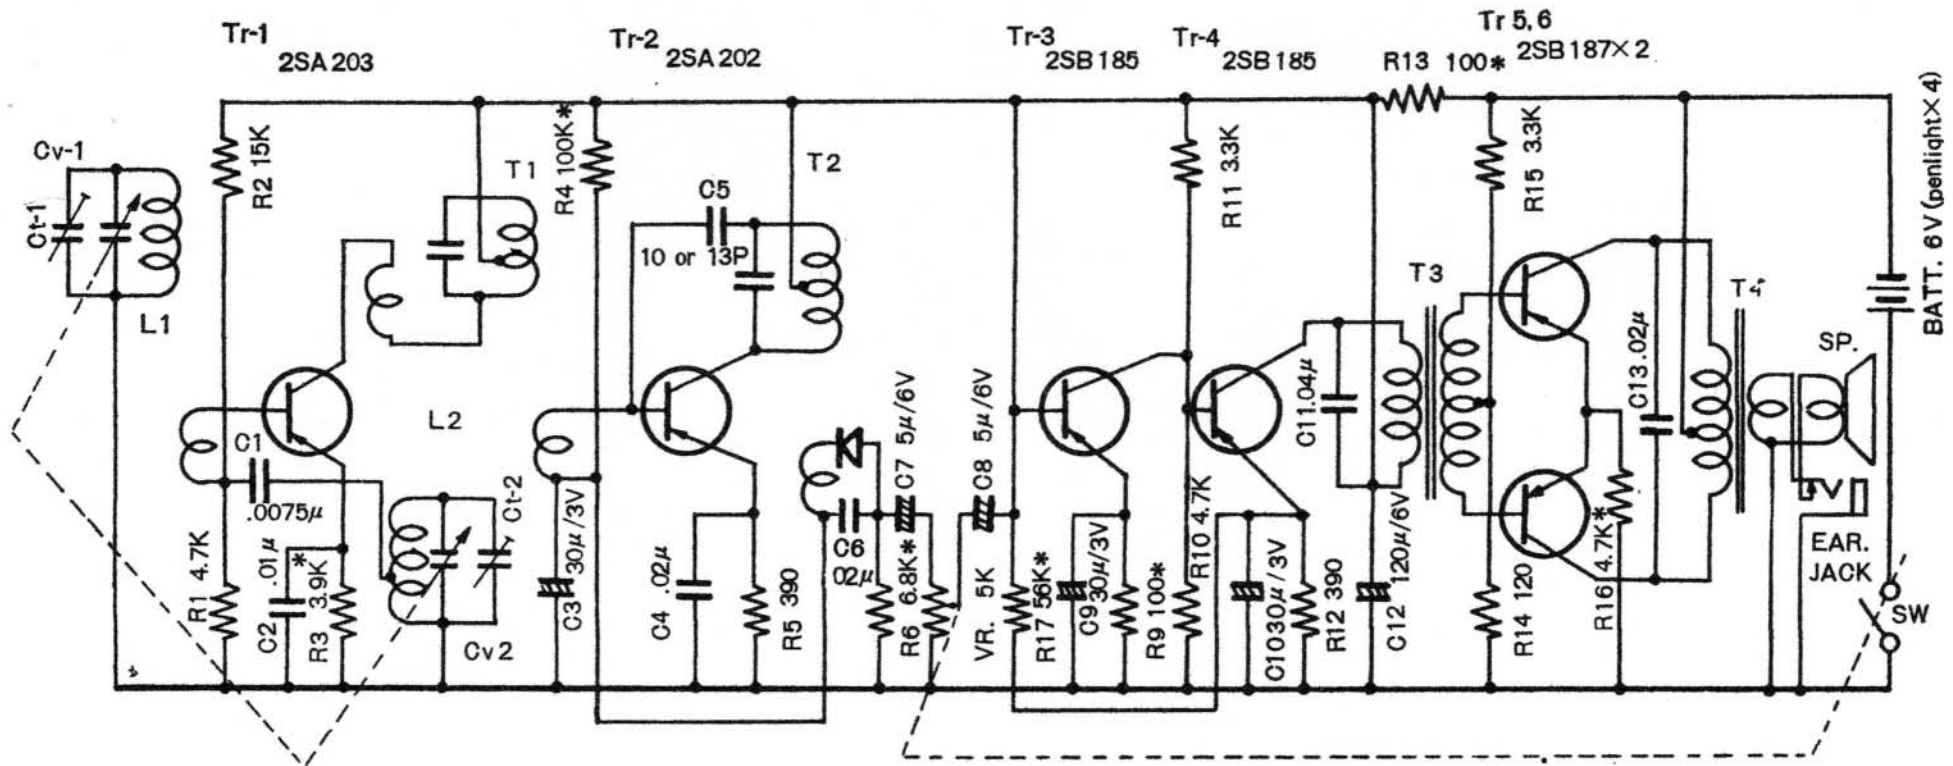 Tr-1
2SA203
Tr-2
2SA202
Tr-3
2SB185
Tr-4
2SB185
Tr 5,6
2SB187×2
R13 100*
Cv-1
Ct-1
L1
R2 15K
T1
R4 100K*
C5
10 or 13P
T2
R11 3.3K
R15 3.3K
BATT. 6V (penlight×4)
T3
T4
SP.
C13 .02μ
C11 .04μ
L2
C1
.0075μ
Ct-2
Cv2
R1 4.7K
C2 .01μ
*
R3 3.9K
C3 30μ/3V
C4 .02μ
R5 390
C6
02μ
C7 5μ/6V
R6 6.8K*
C8 5μ/6V
VR. 5K
R17 56K*
C9 30μ/3V
R9 100*
R10 4.7K
C10 30μ/3V
R12 390
C12 120μ/6V
R14 120
R16 4.7K*
EAR.
JACK
SW